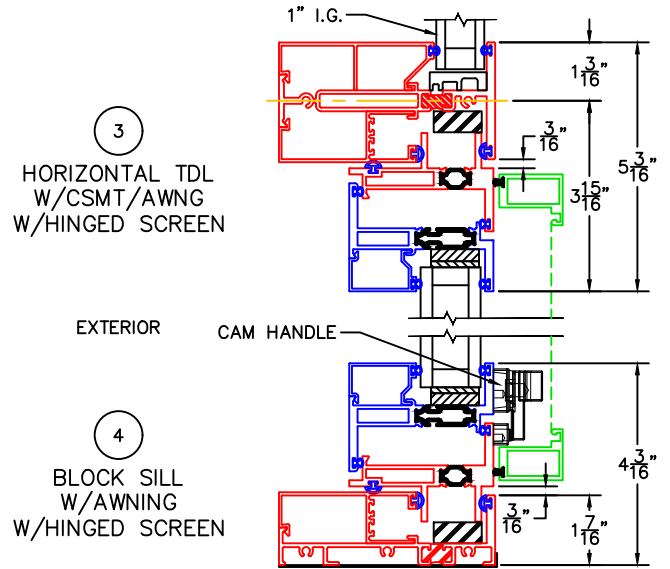 1" I.G.
1 3/16"
3/16"
5 3/16"
3 15/16"
3
HORIZONTAL TDL
W/CSMT/AWNG
W/HINGED SCREEN
EXTERIOR
CAM HANDLE
4
BLOCK SILL
W/AWNING
W/HINGED SCREEN
4 3/16"
3/16"
1 7/16"